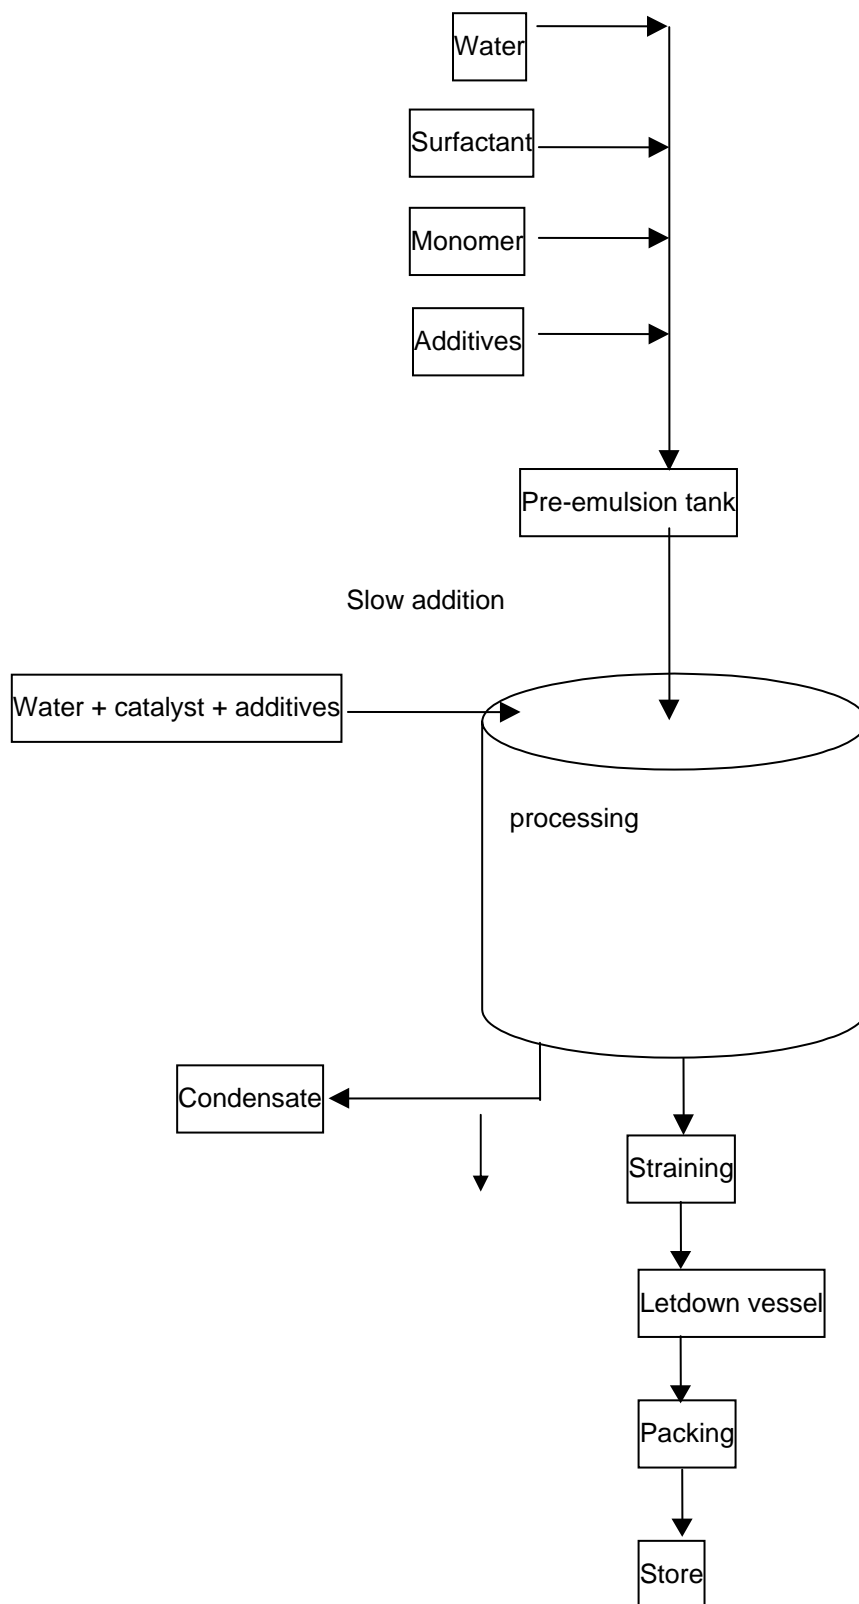 Water
Surfactant
Monomer
Additives
Pre-emulsion tank
Slow addition
Water + catalyst + additives
processing
Condensate
Straining
Letdown vessel
Packing
Store